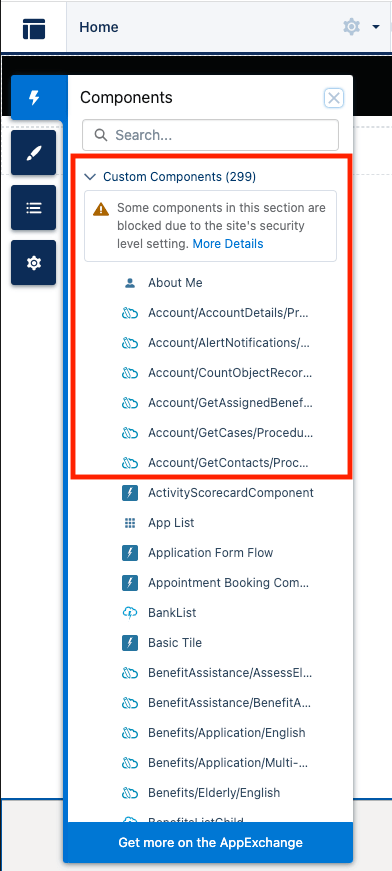 Home
Components
Search...
Custom Components (299)
Some components in this section are
blocked due to the site's security
level setting. More Details
About Me
Account/AccountDetails/Pr...
Account/AlertNotifications/...
Account/CountObjectRecor...
Account/GetAssignedBenef...
Account/GetCases/Procedu...
Account/GetContacts/Proc...
ActivityScorecardComponent
App List
Application Form Flow
Appointment Booking Com...
BankList
Basic Tile
BenefitAssistance/AssessEl...
BenefitAssistance/BenefitA...
Benefits/Application/English
Benefits/Application/Multi-...
Benefits/Elderly/English
BenefitsListChild
Get more on the AppExchange